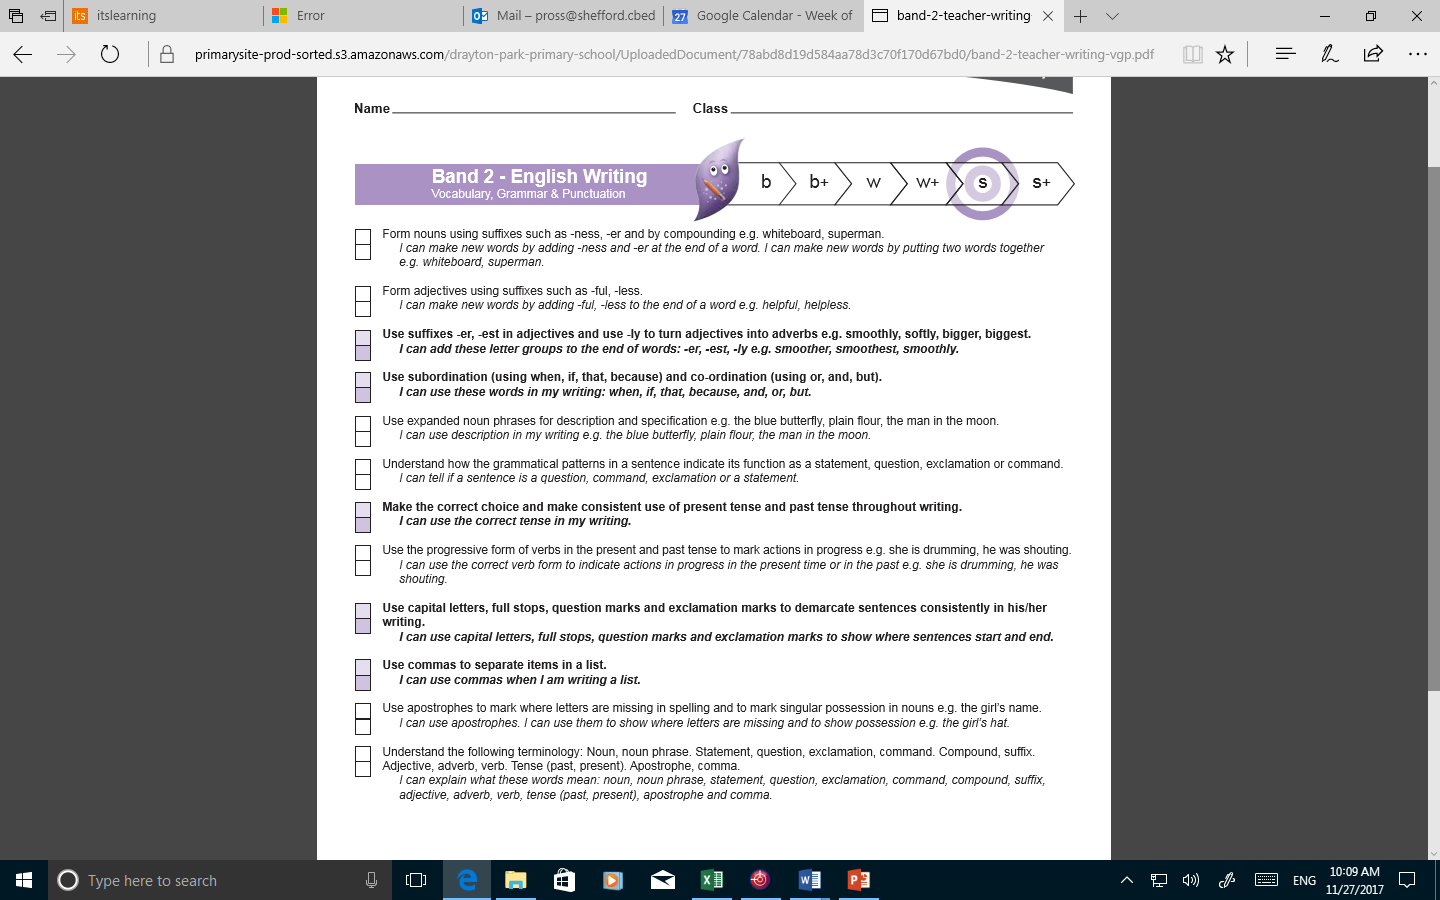 itslearning
Error
Mail – pross@shefford.cbed
Google Calendar - Week of
band-2-teacher-writing
primarysite-prod-sorted.s3.amazonaws.com/drayton-park-primary-school/UploadedDocument/78abd8d19d584aa78d3c70f170d67bd0/band-2-teacher-writing-vgp.pdf
Name
Class
Band 2 - English Writing
Vocabulary, Grammar & Punctuation
b b+ w w+ s s+
Form nouns using suffixes such as -ness, -er and by compounding e.g. whiteboard, superman.
I can make new words by adding -ness and -er at the end of a word. I can make new words by putting two words together
e.g. whiteboard, superman.
Form adjectives using suffixes such as -ful, -less.
I can make new words by adding -ful, -less to the end of a word e.g. helpful, helpless.
Use suffixes -er, -est in adjectives and use -ly to turn adjectives into adverbs e.g. smoothly, softly, bigger, biggest.
I can add these letter groups to the end of words: -er, -est, -ly e.g. smoother, smoothest, smoothly.
Use subordination (using when, if, that, because) and co-ordination (using or, and, but).
I can use these words in my writing: when, if, that, because, and, or, but.
Use expanded noun phrases for description and specification e.g. the blue butterfly, plain flour, the man in the moon.
I can use description in my writing e.g. the blue butterfly, plain flour, the man in the moon.
Understand how the grammatical patterns in a sentence indicate its function as a statement, question, exclamation or command.
I can tell if a sentence is a question, command, exclamation or a statement.
Make the correct choice and make consistent use of present tense and past tense throughout writing.
I can use the correct tense in my writing.
Use the progressive form of verbs in the present and past tense to mark actions in progress e.g. she is drumming, he was shouting.
I can use the correct verb form to indicate actions in progress in the present time or in the past e.g. she is drumming, he was
shouting.
Use capital letters, full stops, question marks and exclamation marks to demarcate sentences consistently in his/her
writing.
I can use capital letters, full stops, question marks and exclamation marks to show where sentences start and end.
Use commas to separate items in a list.
I can use commas when I am writing a list.
Use apostrophes to mark where letters are missing in spelling and to mark singular possession in nouns e.g. the girl's name.
I can use apostrophes. I can use them to show where letters are missing and to show possession e.g. the girl's hat.
Understand the following terminology: Noun, noun phrase. Statement, question, exclamation, command. Compound, suffix.
Adjective, adverb, verb. Tense (past, present). Apostrophe, comma.
I can explain what these words mean: noun, noun phrase, statement, question, exclamation, command, compound, suffix,
adjective, adverb, verb, tense (past, present), apostrophe and comma.
Type here to search
ENG
10:09 AM
11/27/2017